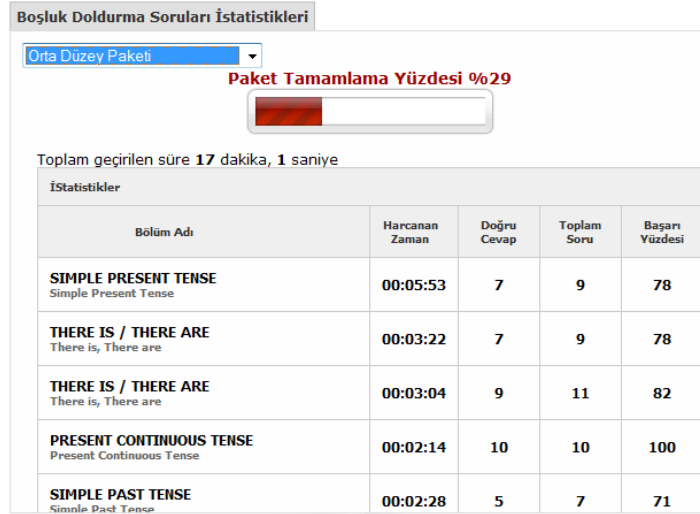 Boşluk Doldurma Soruları İstatistikleri
Orta Düzey Paketi
Paket Tamamlama Yüzdesi %29
Toplam geçirilen süre 17 dakika, 1 saniye
İStatistikler
Bölüm Adı Harcanan Zaman Doğru Cevap Toplam Soru Başarı Yüzdesi
SIMPLE PRESENT TENSE
Simple Present Tense
00:05:53 7 9 78
THERE IS / THERE ARE
There is, There are
00:03:22 7 9 78
THERE IS / THERE ARE
There is, There are
00:03:04 9 11 82
PRESENT CONTINUOUS TENSE
Present Continuous Tense
00:02:14 10 10 100
SIMPLE PAST TENSE
Simple Past Tense
00:02:28 5 7 71